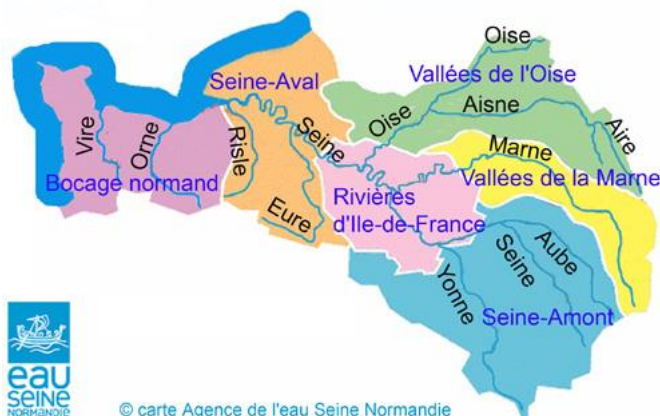 Oise
Seine-Aval
Vallées de l'Oise
Oise
Aisne
Aire
Vire
Orne
Risle
Seine
Marne
Bocage normand
Vallées de la Marne
Rivières
d'Ile-de-France
Eure
Yonne
Seine
Aube
Seine-Amont
eau
SEINE
NORMANDIE
© carte Agence de l'eau Seine Normandie